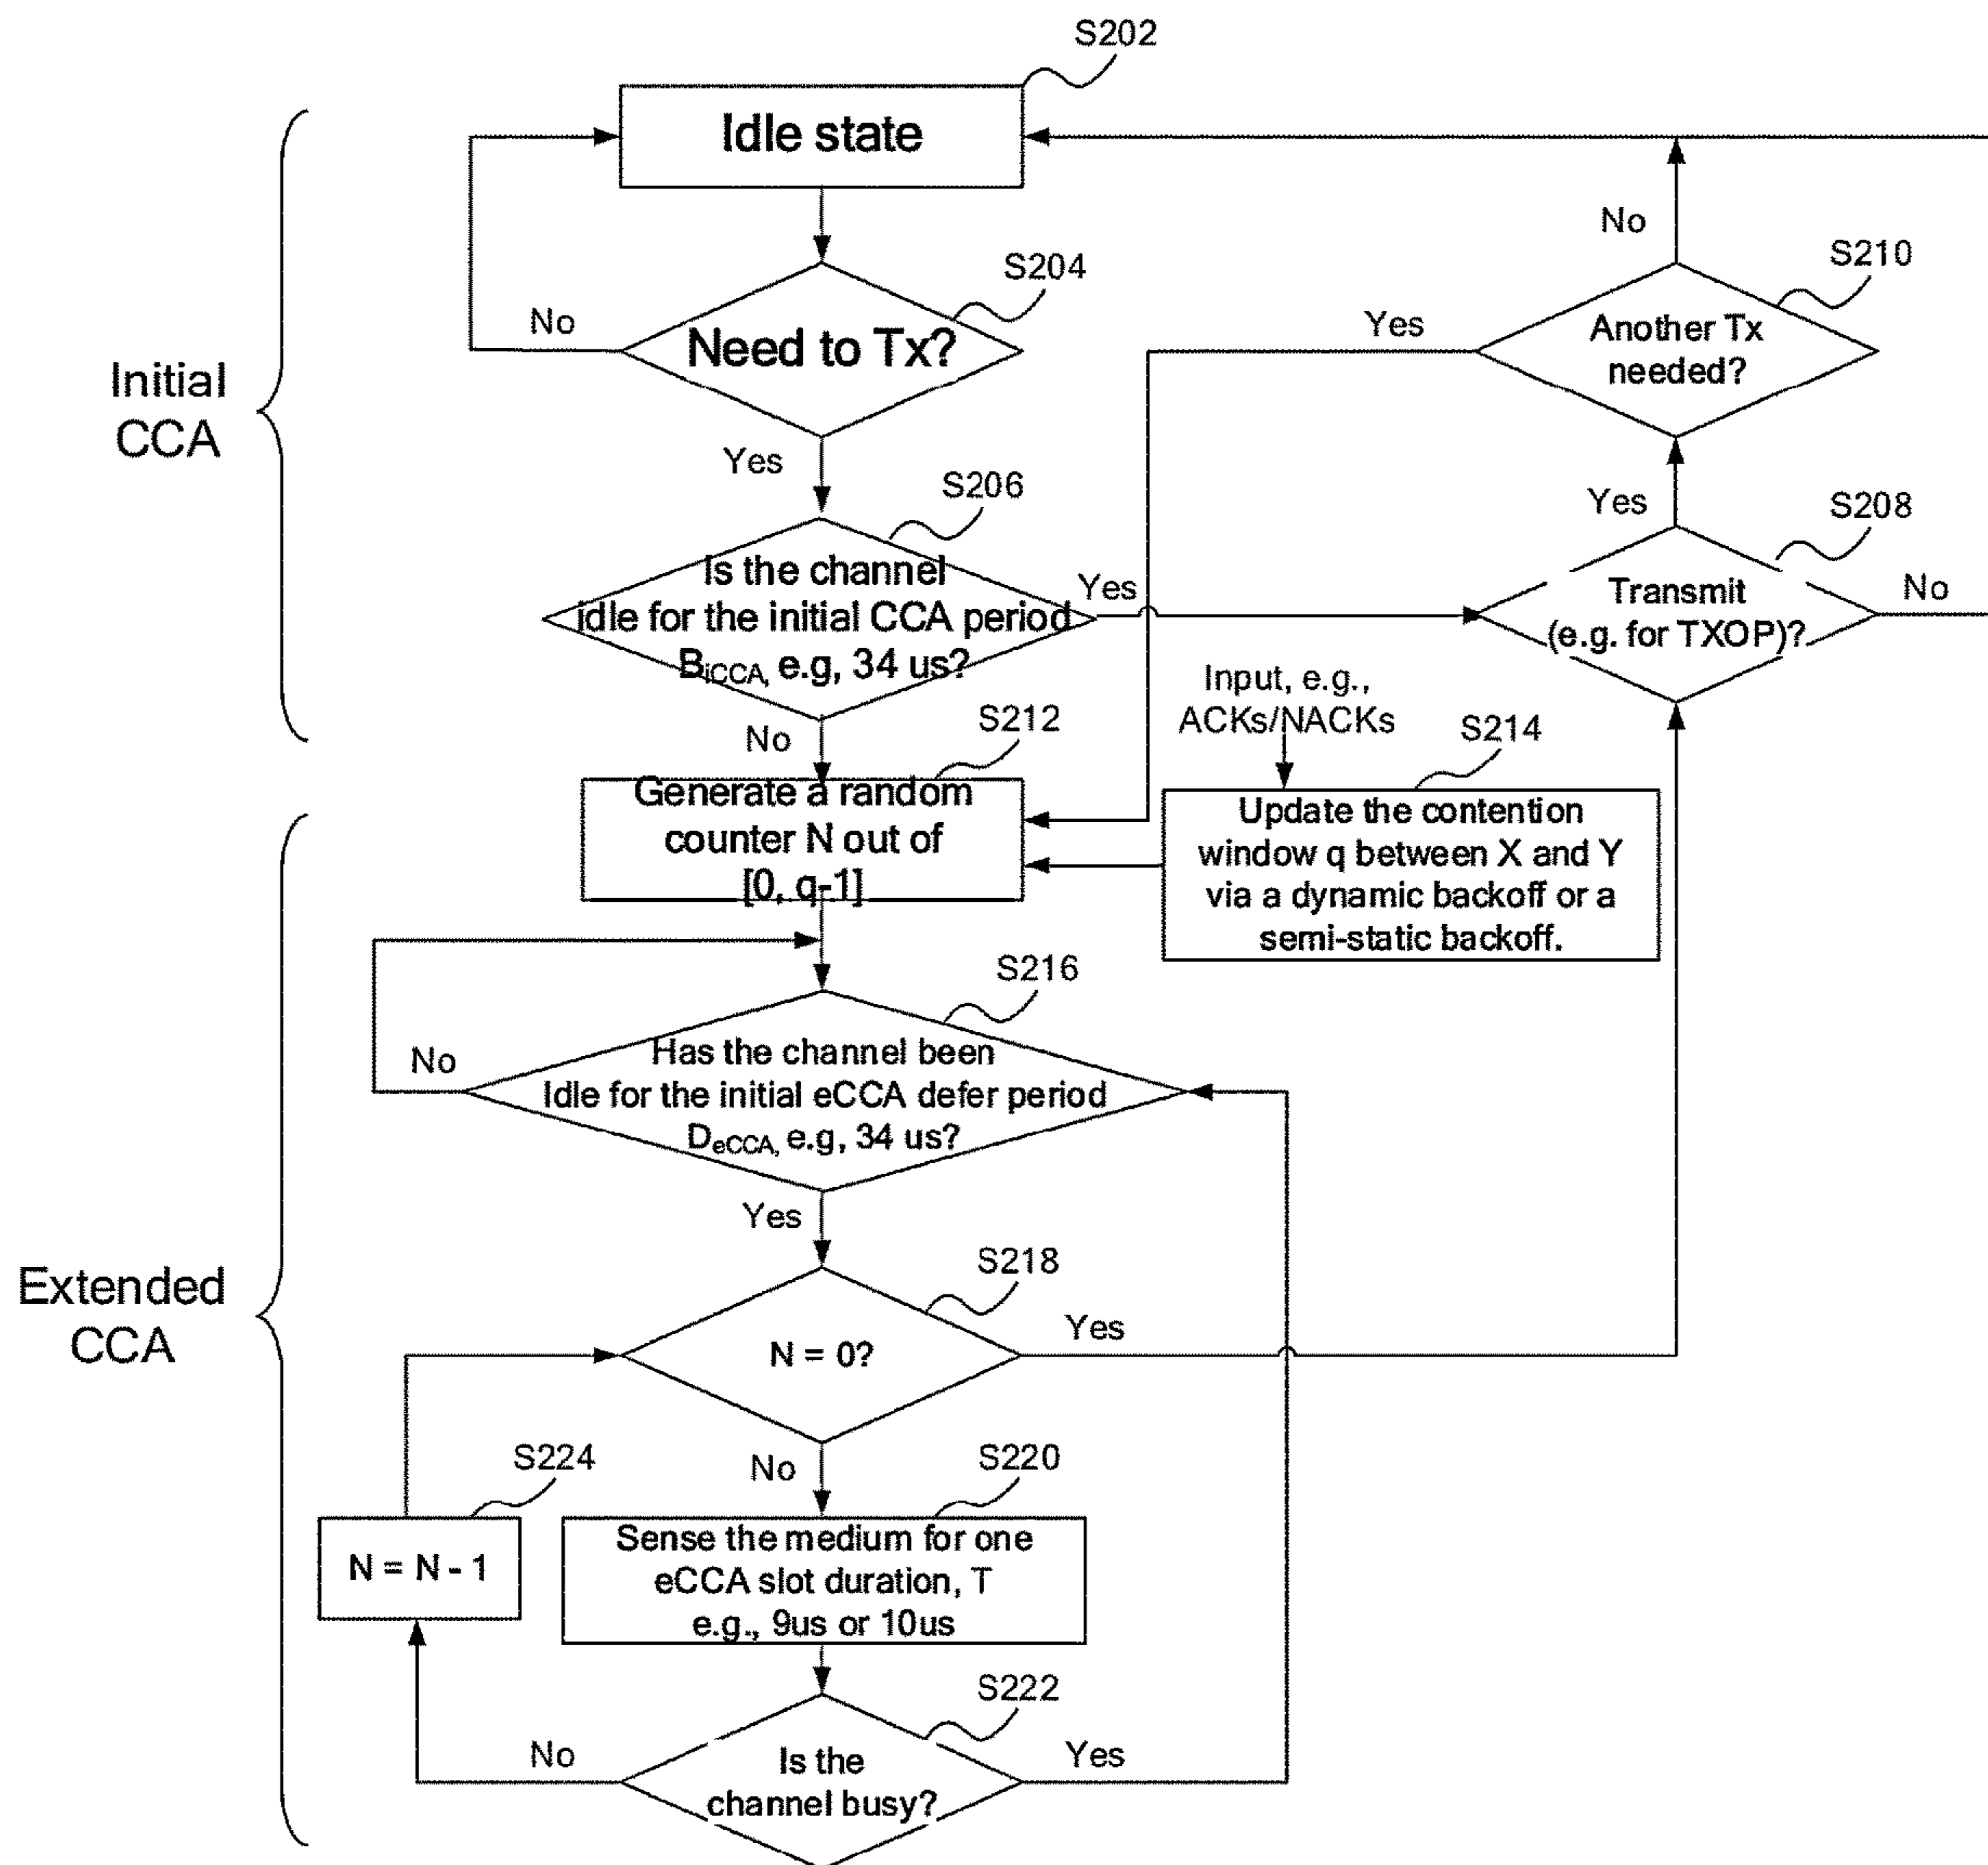 S202
Idle state
No
S204
Need to Tx?
Yes
S210
Another Tx
needed?
No
Yes
Initial
CCA
Yes
S206
Is the channel
idle for the initial CCA period
BiCCA, e.g, 34 us?
Yes
S208
Transmit
(e.g. for TXOP)?
No
Input, e.g.,
ACKs/NACKs
No
S212
Generate a random
counter N out of
[0, q-1]
S214
Update the contention
window q between X and Y
via a dynamic backoff or a
semi-static backoff.
S216
Has the channel been
Idle for the initial eCCA defer period
DeCCA, e.g, 34 us?
No
Yes
Extended
CCA
S218
N = 0?
Yes
No
S224
N = N - 1
S220
Sense the medium for one
eCCA slot duration, T
e.g., 9us or 10us
S222
Is the
channel busy?
No
Yes